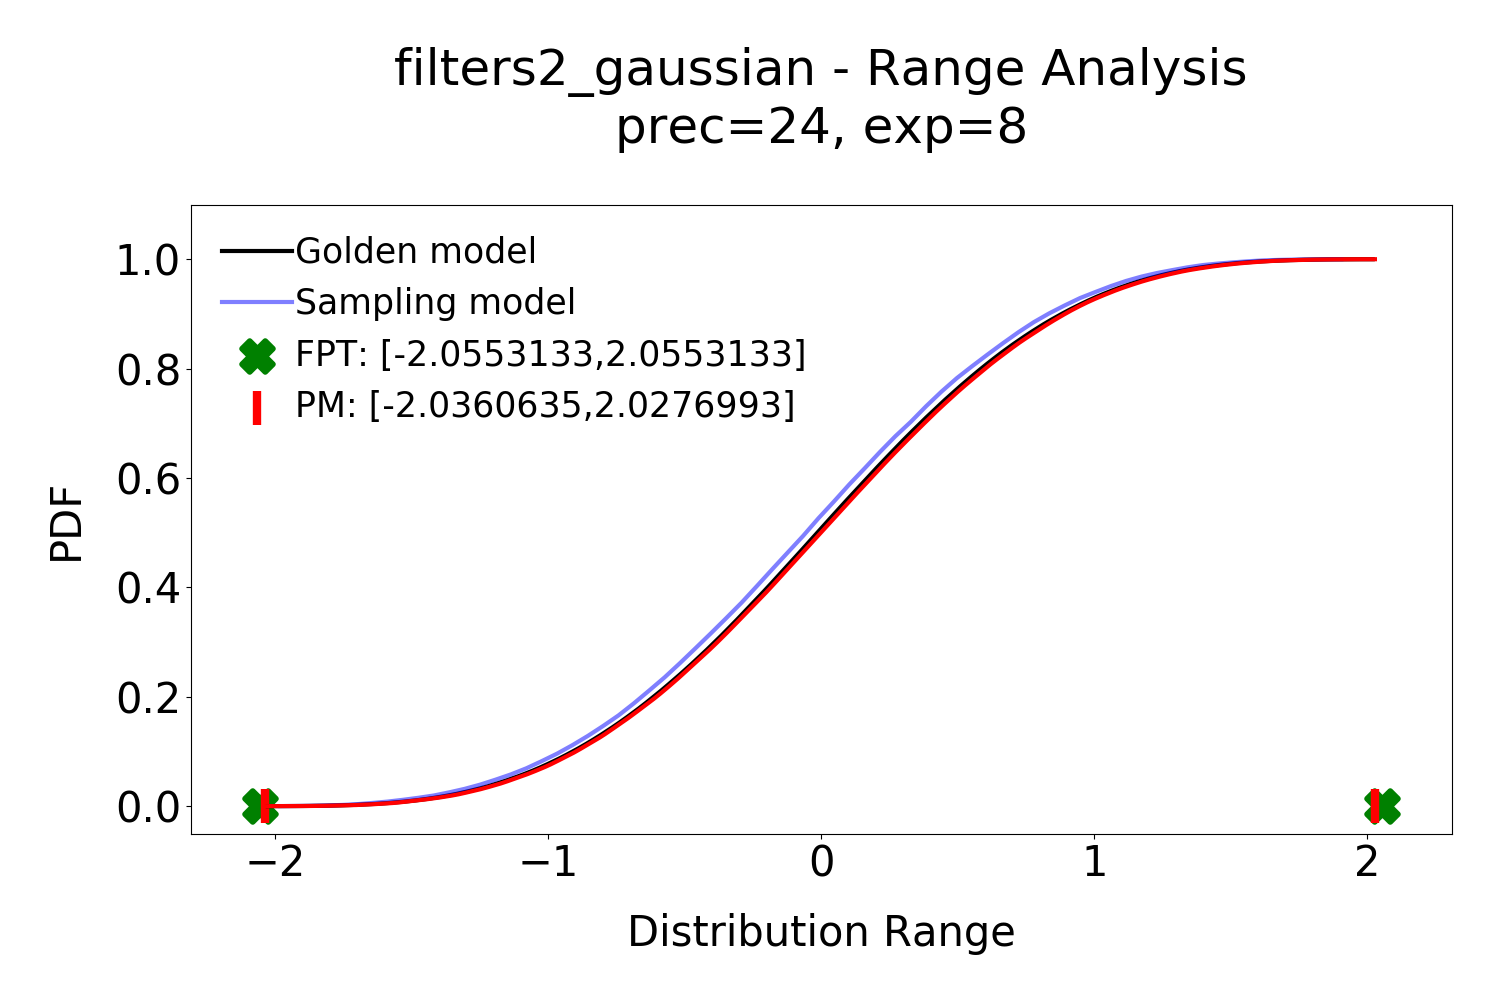 filters2_gaussian - Range Analysis
prec=24, exp=8
Golden model
Sampling model
FPT: [-2.0553133,2.0553133]
PM: [-2.0360635,2.0276993]
1.0
0.8
0.6
0.4
0.2
0.0
PDF
−2
−1
0
1
2
Distribution Range